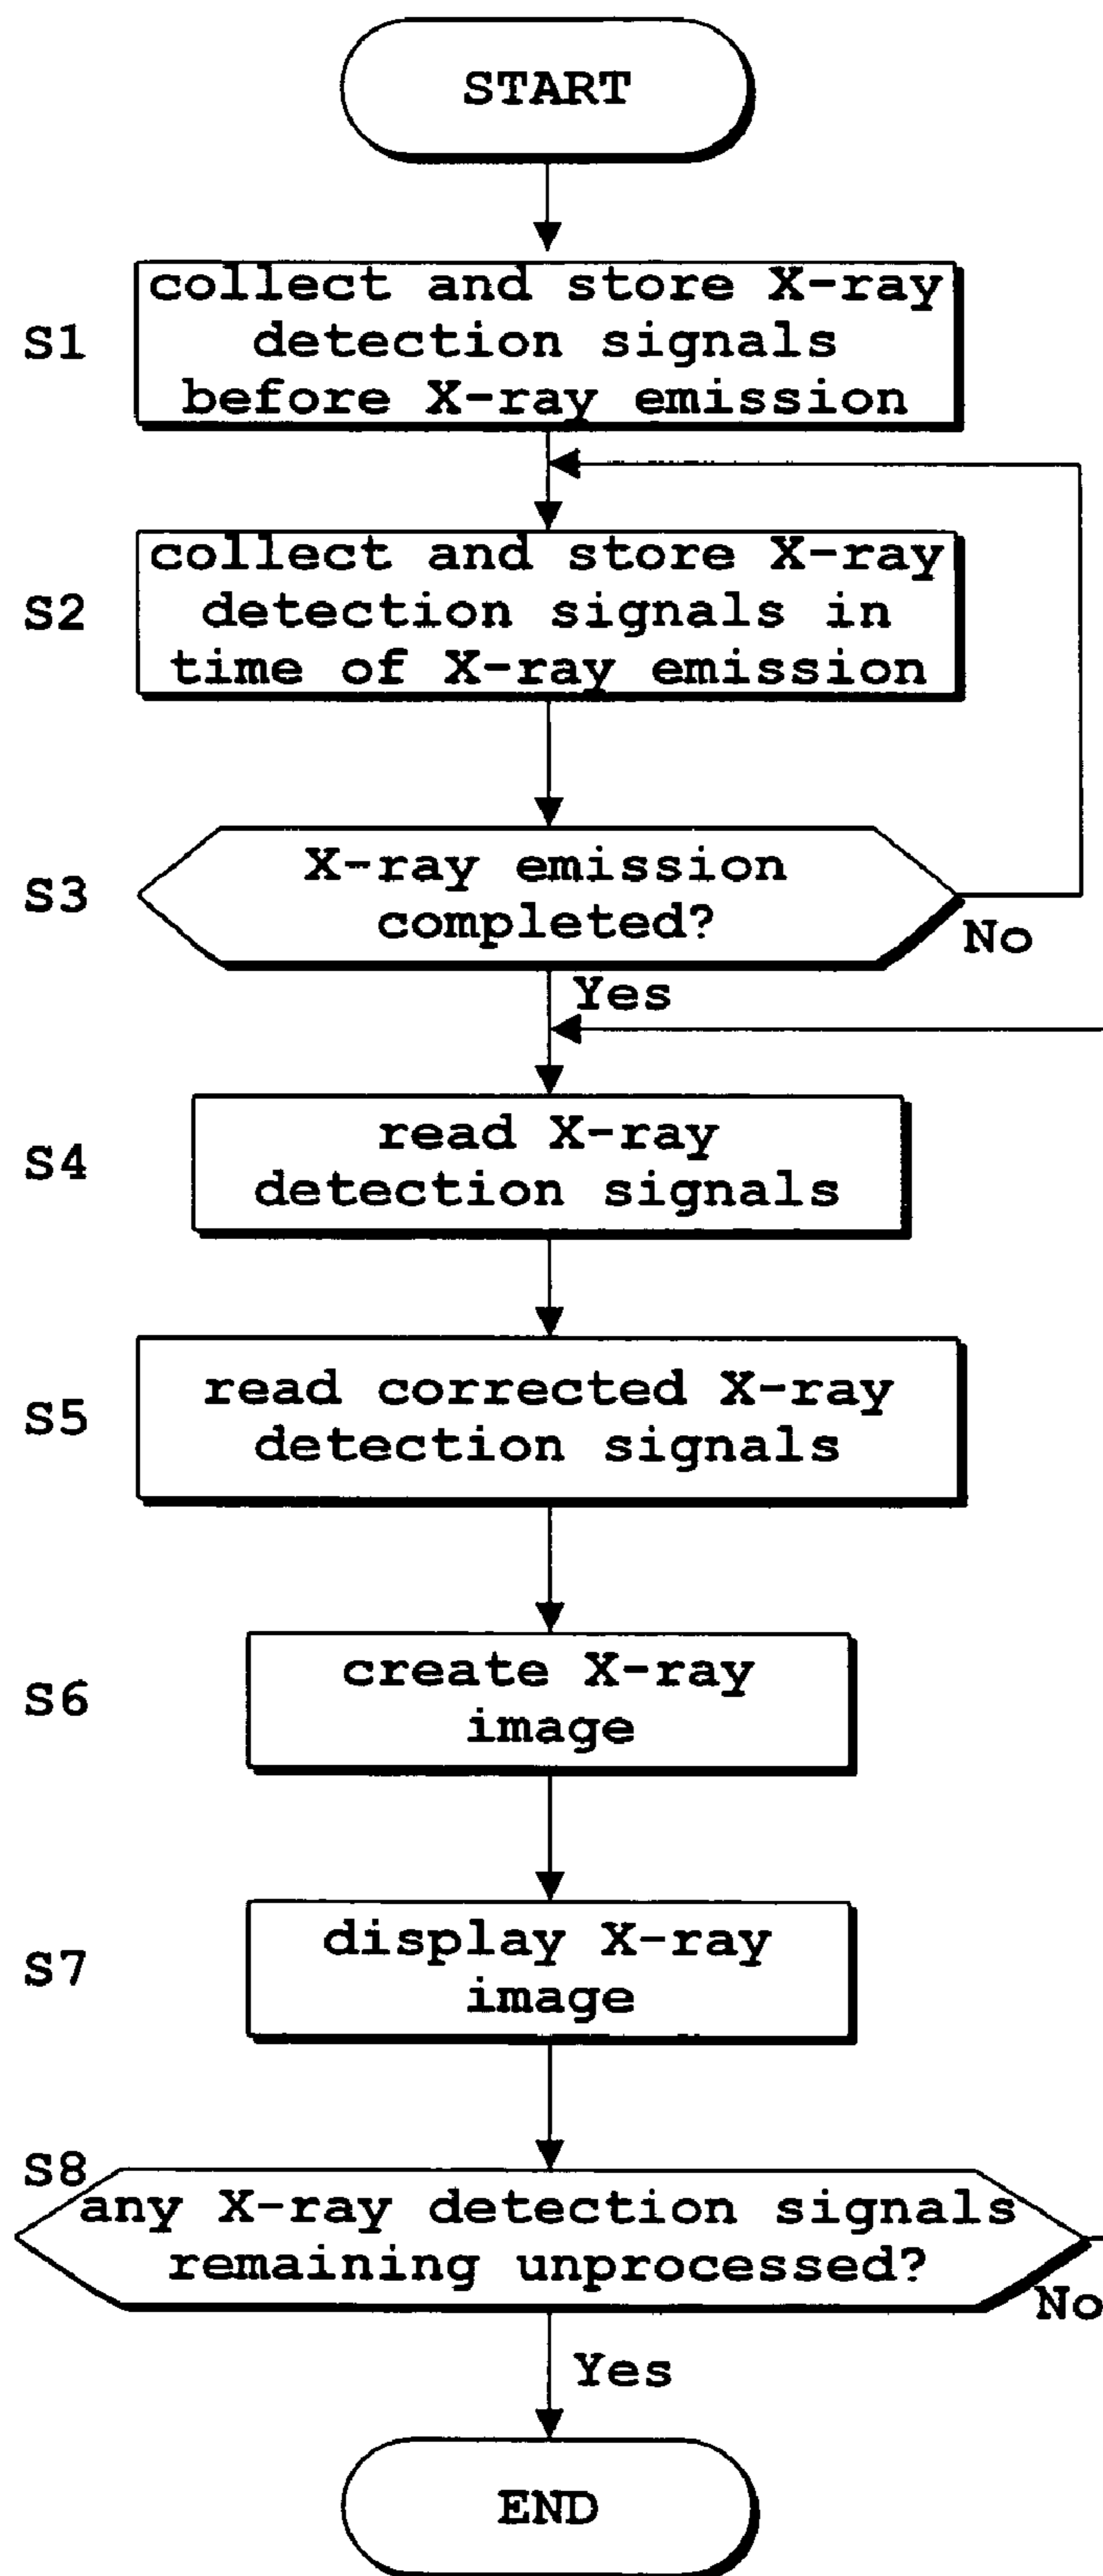 START
S1
collect and store X-ray
detection signals
before X-ray emission
S2
collect and store X-ray
detection signals in
time of X-ray emission
S3
X-ray emission
completed?
No
Yes
S4
read X-ray
detection signals
S5
read corrected X-ray
detection signals
S6
create X-ray
image
S7
display X-ray
image
S8
any X-ray detection signals
remaining unprocessed?
No
Yes
END